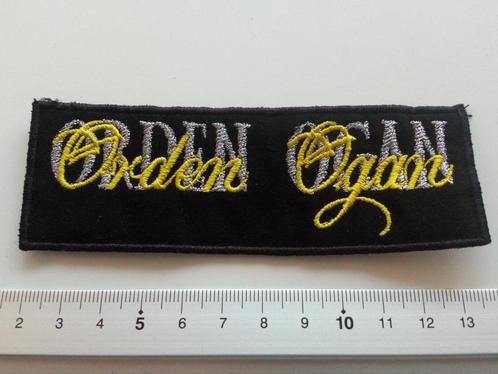 ORDEN OGAN
Orden Ogan
2 3 4 5 6 7 8 9 10 11 12 13